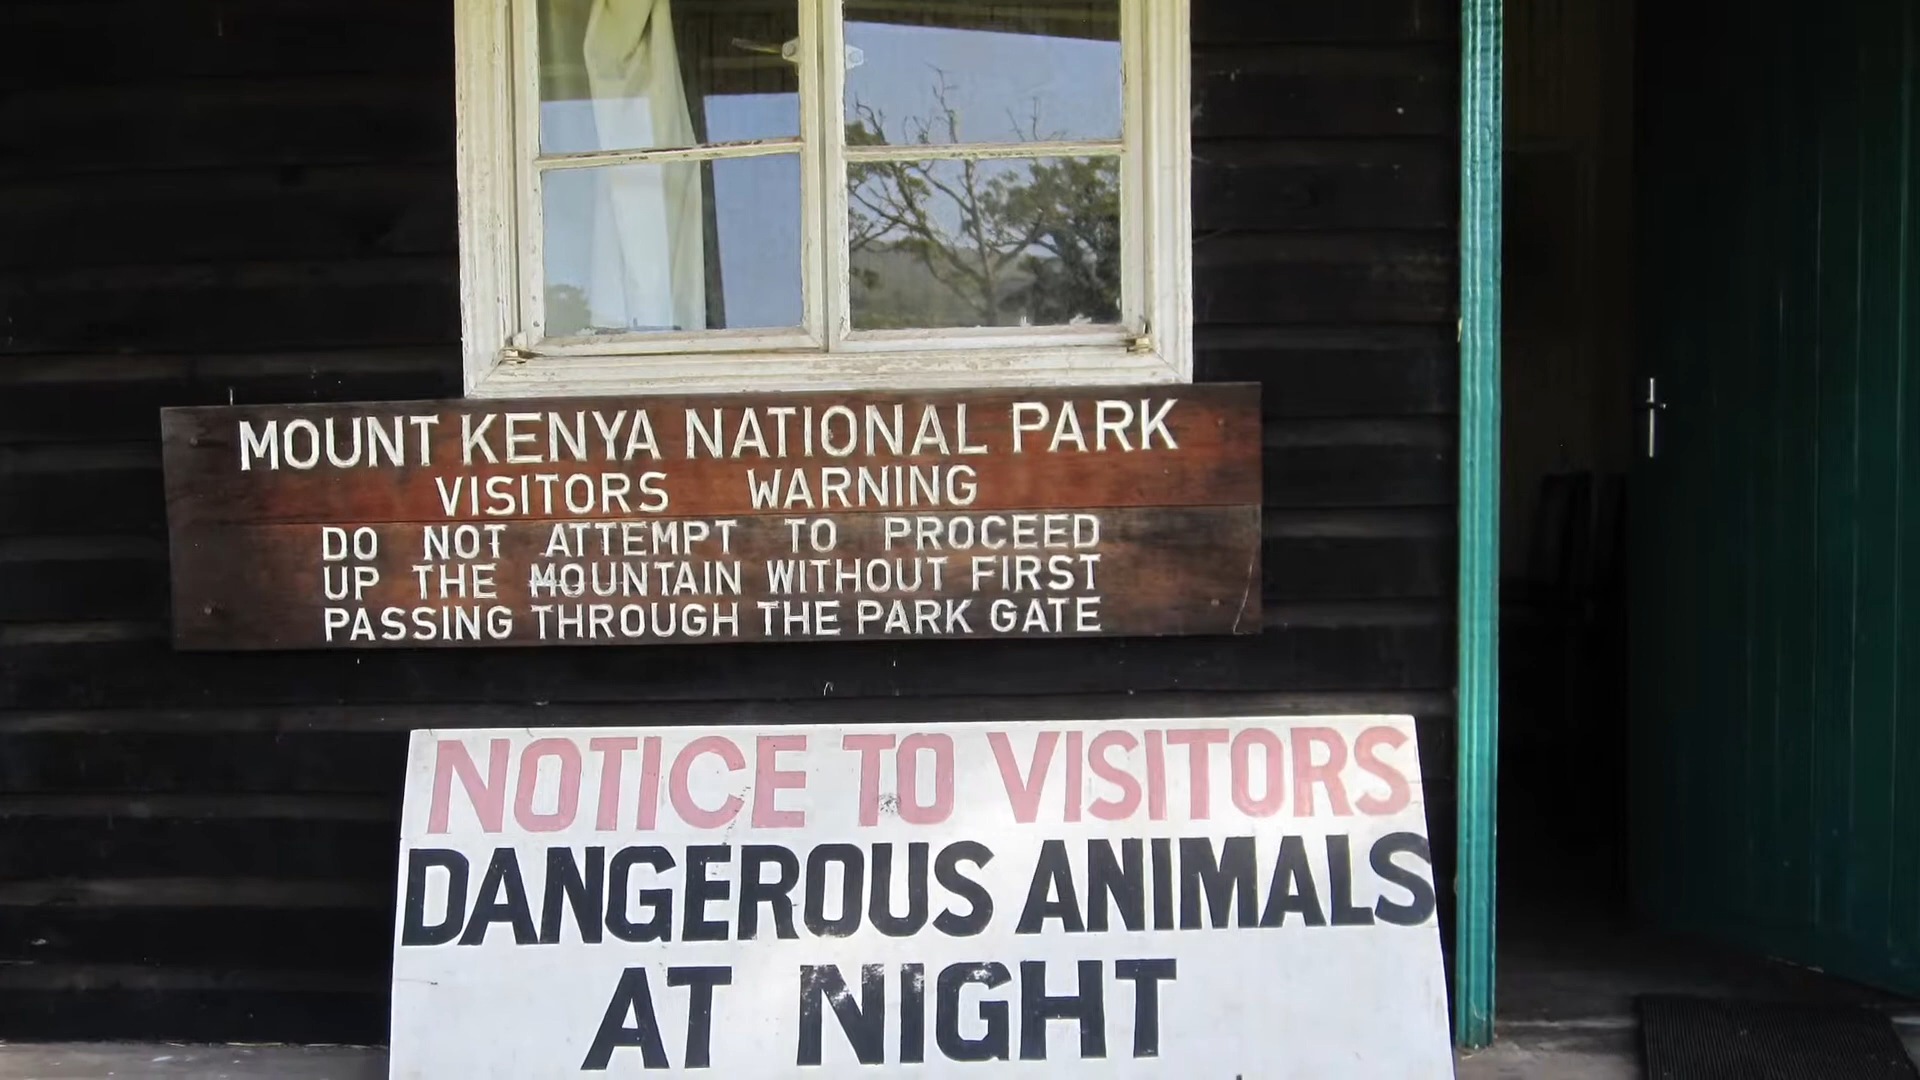 MOUNT KENYA NATIONAL PARK
VISITORS WARNING
DO NOT ATTEMPT TO PROCEED
UP THE MOUNTAIN WITHOUT FIRST
PASSING THROUGH THE PARK GATE
NOTICE TO VISITORS
DANGEROUS ANIMALS
AT NIGHT